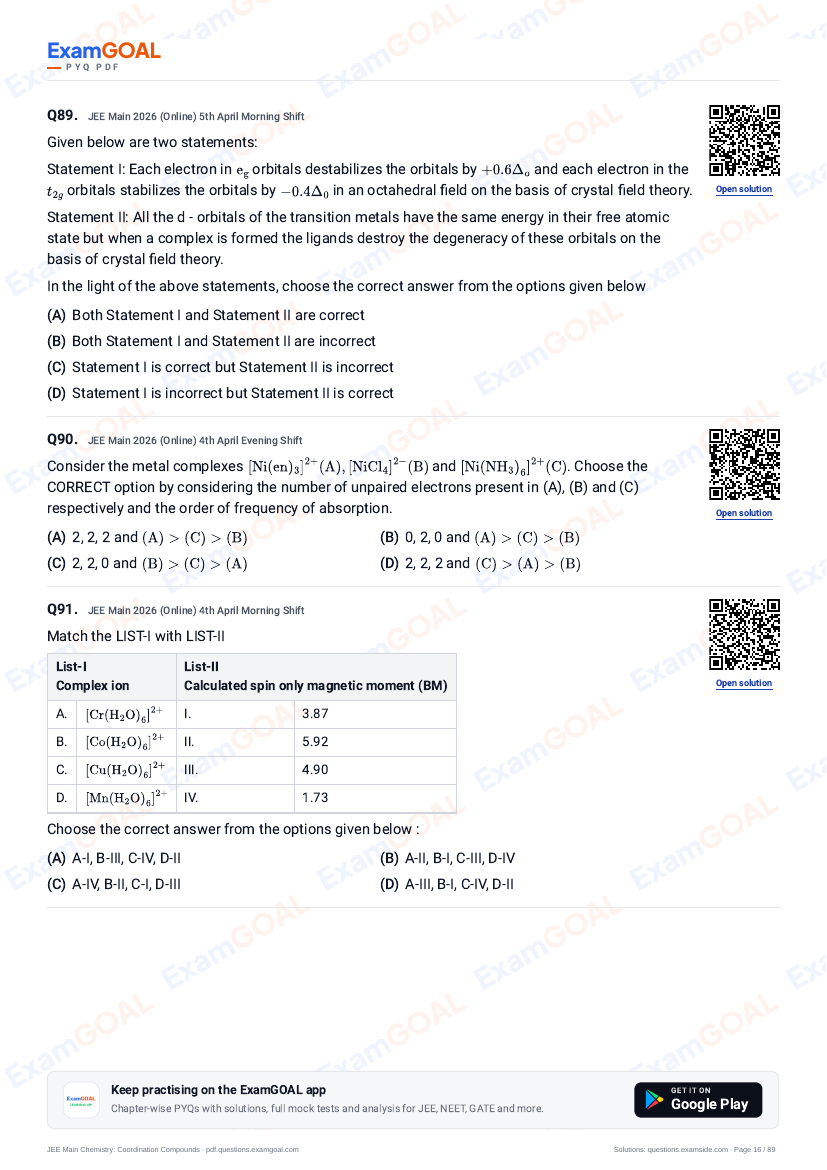 ExamGOAL
PYQ PDF
Q89. JEE Main 2026 (Online) 5th April Morning Shift
Given below are two statements:
Statement I: Each electron in e_g orbitals destabilizes the orbitals by +0.6Δ_o and each electron in the
t_{2g} orbitals stabilizes the orbitals by −0.4Δ_0 in an octahedral field on the basis of crystal field theory.
Open solution
Statement II: All the d - orbitals of the transition metals have the same energy in their free atomic
state but when a complex is formed the ligands destroy the degeneracy of these orbitals on the
basis of crystal field theory.
In the light of the above statements, choose the correct answer from the options given below
(A) Both Statement I and Statement II are correct
(B) Both Statement I and Statement II are incorrect
(C) Statement I is correct but Statement II is incorrect
(D) Statement I is incorrect but Statement II is correct
Q90. JEE Main 2026 (Online) 4th April Evening Shift
Consider the metal complexes [Ni(en)_3]^{2+}(A), [NiCl_4]^{2−}(B) and [Ni(NH_3)_6]^{2+}(C). Choose the
CORRECT option by considering the number of unpaired electrons present in (A), (B) and (C)
respectively and the order of frequency of absorption.
Open solution
(A) 2, 2, 2 and (A) > (C) > (B) (B) 0, 2, 0 and (A) > (C) > (B)
(C) 2, 2, 0 and (B) > (C) > (A) (D) 2, 2, 2 and (C) > (A) > (B)
Q91. JEE Main 2026 (Online) 4th April Morning Shift
Match the LIST-I with LIST-II
Open solution
List-I List-II
Complex ion Calculated spin only magnetic moment (BM)
A. [Cr(H_2O)_6]^{2+} I. 3.87
B. [Co(H_2O)_6]^{2+} II. 5.92
C. [Cu(H_2O)_6]^{2+} III. 4.90
D. [Mn(H_2O)_6]^{2+} IV. 1.73
Choose the correct answer from the options given below :
(A) A-I, B-III, C-IV, D-II (B) A-II, B-I, C-III, D-IV
(C) A-IV, B-II, C-I, D-III (D) A-III, B-I, C-IV, D-II
ExamGOAL
Keep practising on the ExamGOAL app
Chapter-wise PYQs with solutions, full mock tests and analysis for JEE, NEET, GATE and more.
GET IT ON
Google Play
JEE Main Chemistry: Coordination Compounds · pdf.questions.examgoal.com Solutions: questions.examside.com · Page 16 / 89